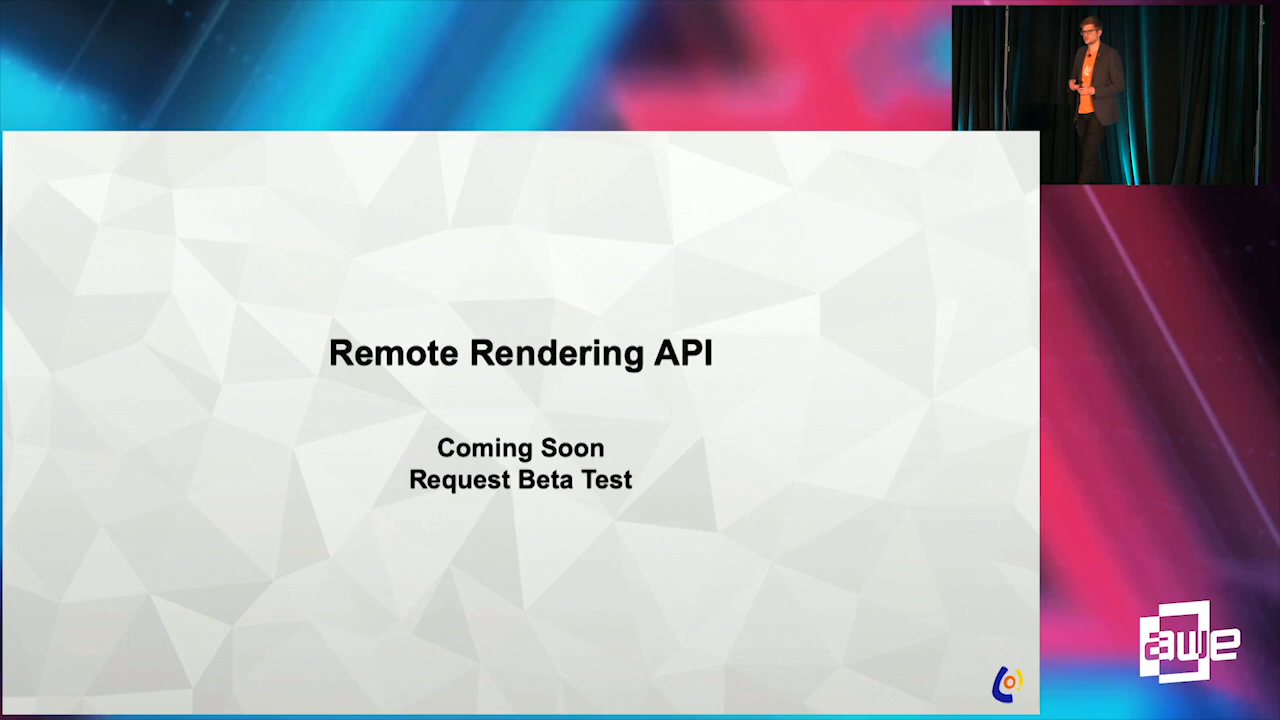 Remote Rendering API
Coming Soon
Request Beta Test
awe